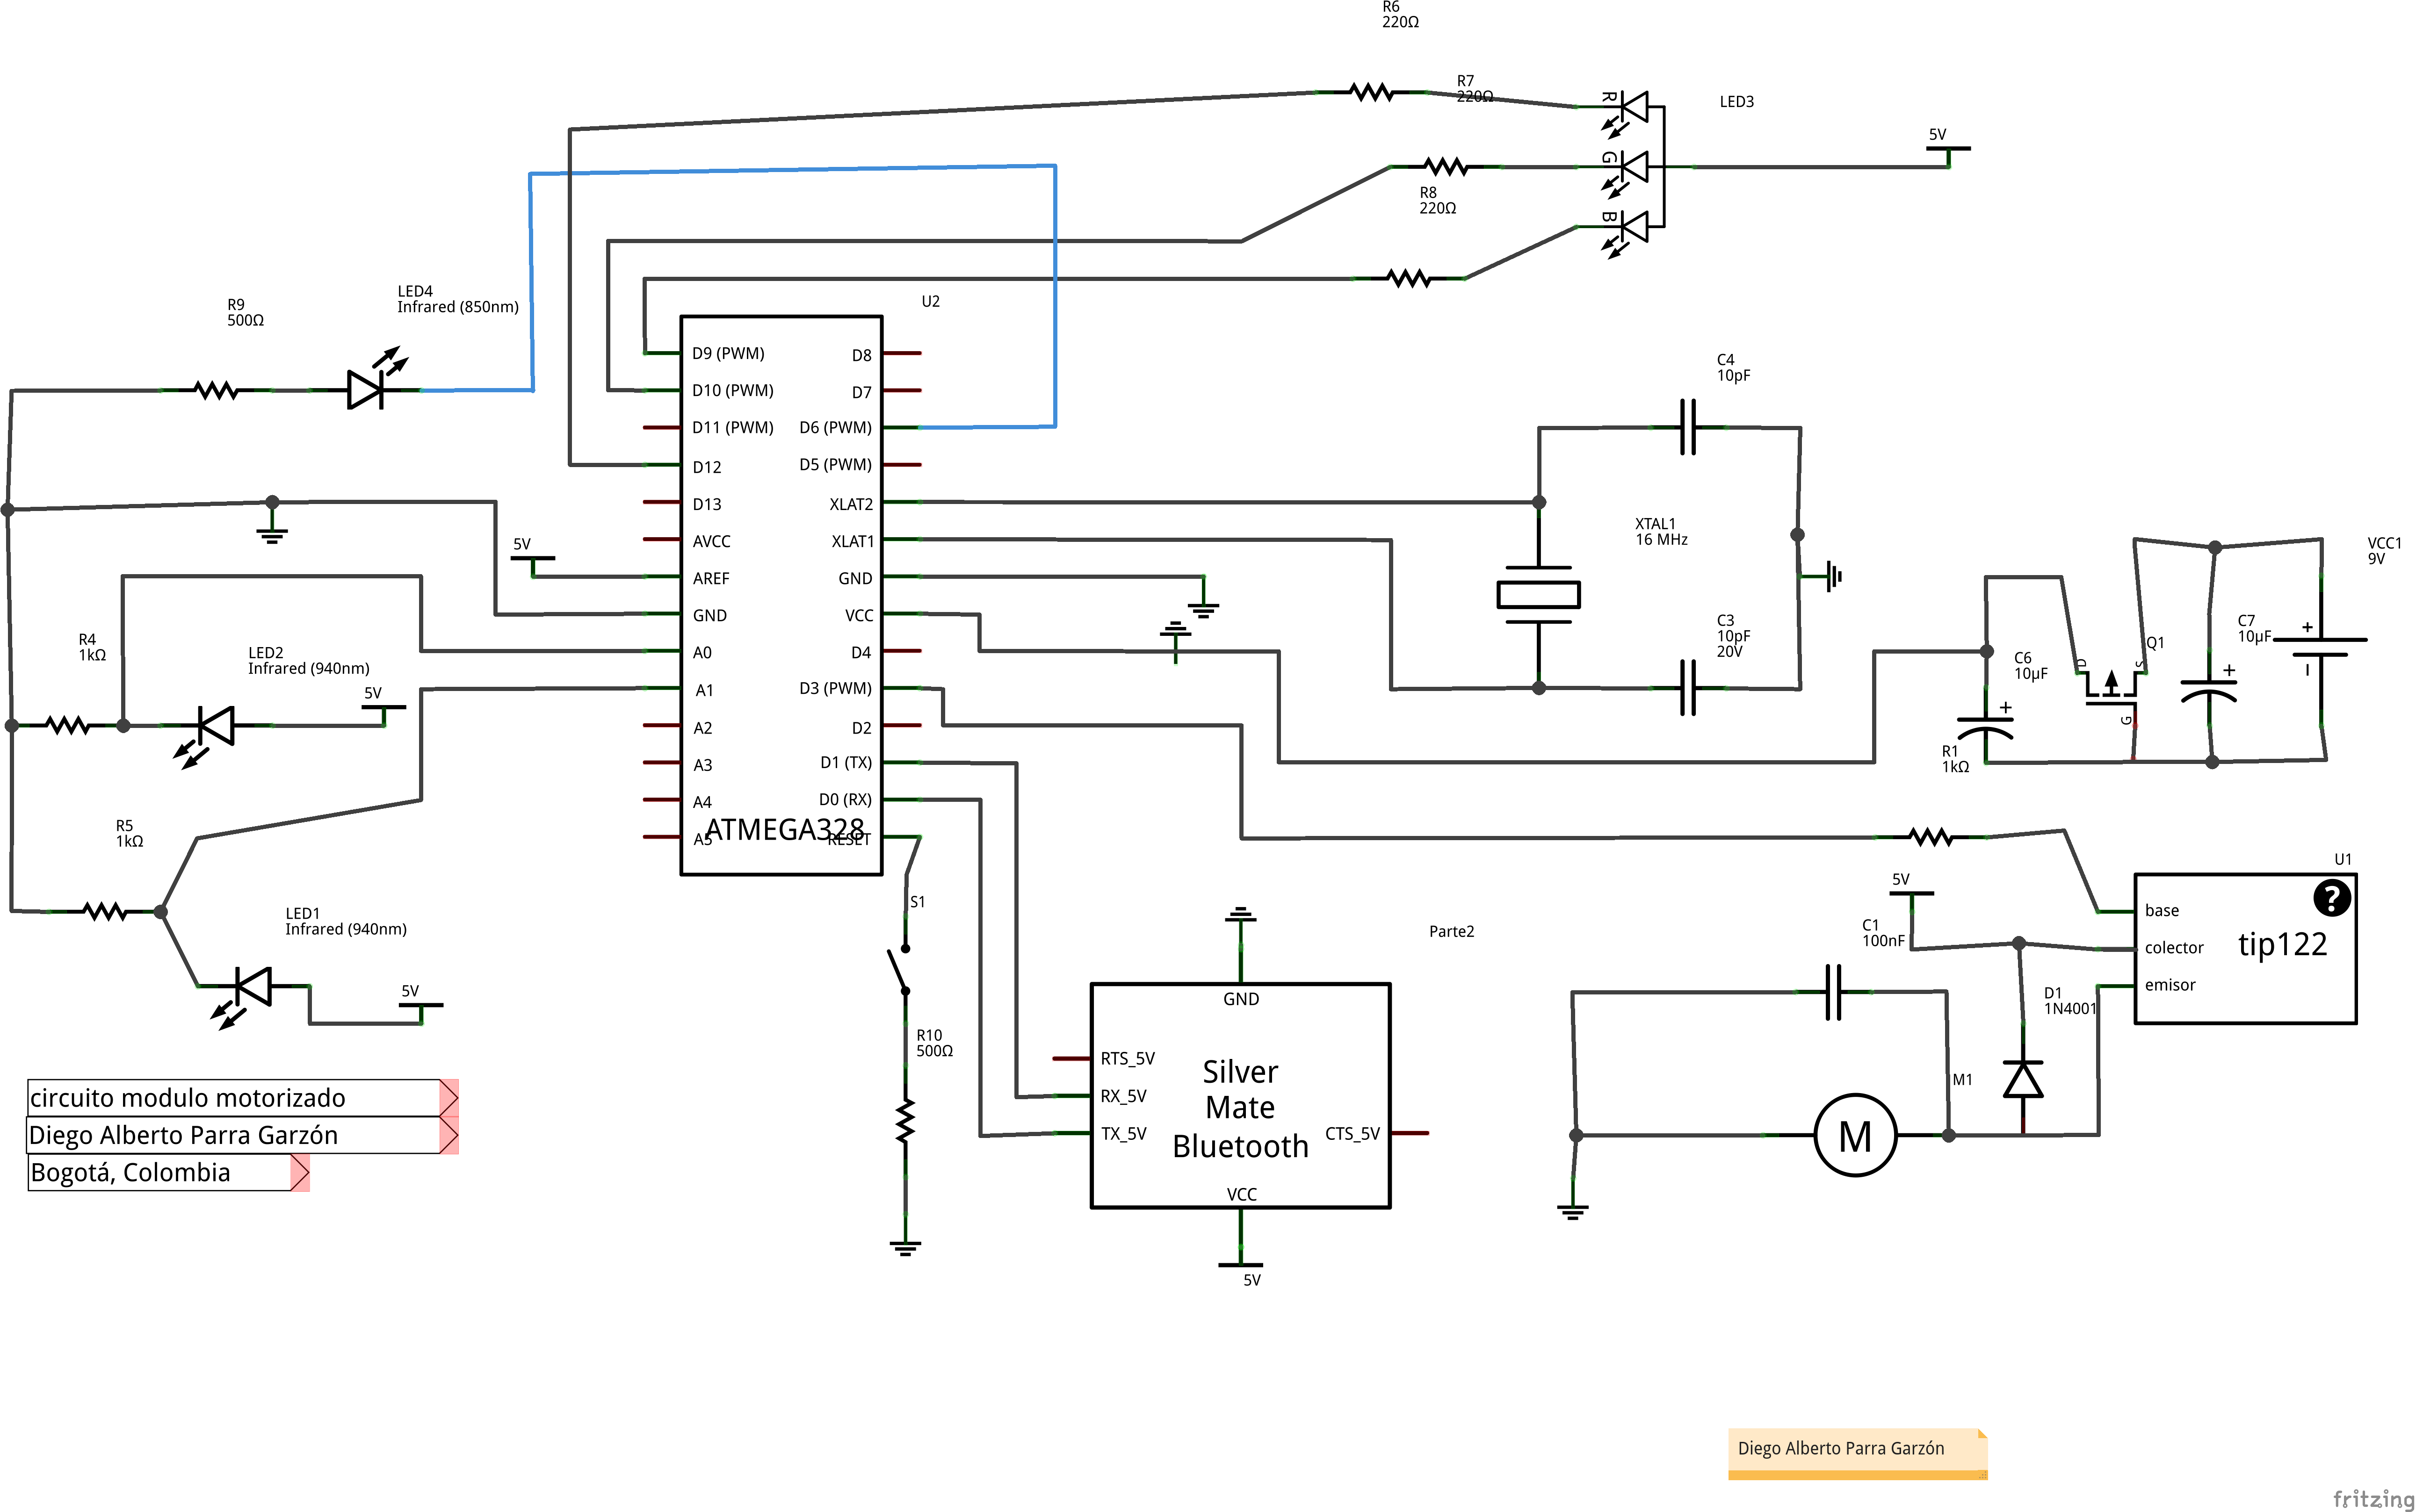 R6
220Ω
R7
220Ω
LED3
R
G
B
5V
R8
220Ω
LED4
Infrared (850nm)
R9
500Ω
U2
D9 (PWM)
D10 (PWM)
D11 (PWM)
D12
D13
AVCC
AREF
GND
A0
A1
A2
A3
A4
A5
D8
D7
D6 (PWM)
D5 (PWM)
XLAT2
XLAT1
GND
VCC
D4
D3 (PWM)
D2
D1 (TX)
D0 (RX)
RESET
ATMEGA328
5V
R4
1kΩ
LED2
Infrared (940nm)
5V
R5
1kΩ
LED1
Infrared (940nm)
5V
C4
10pF
XTAL1
16 MHz
C3
10pF
20V
VCC1
9V
+
C7
10µF
+
Q1
D
S
G
C6
10µF
+
R1
1kΩ
U1
base
colector
emisor
tip122
?
5V
C1
100nF
D1
1N4001
M1
M
S1
R10
500Ω
Parte2
GND
RTS_5V
RX_5V
TX_5V
CTS_5V
VCC
Silver
Mate
Bluetooth
5V
circuito modulo motorizado
Diego Alberto Parra Garzón
Bogotá, Colombia
Diego Alberto Parra Garzón
fritzing